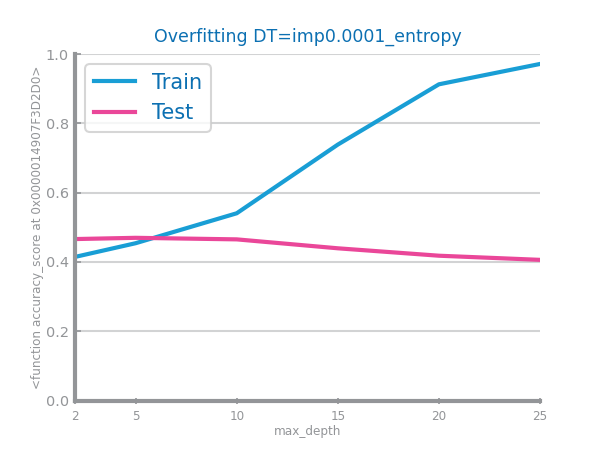 Overfitting DT=imp0.0001_entropy
<function accuracy_score at 0x0000014907F3D2D0>
1.0
0.8
0.6
0.4
0.2
0.0
Train
Test
2 5 10 15 20 25
max_depth